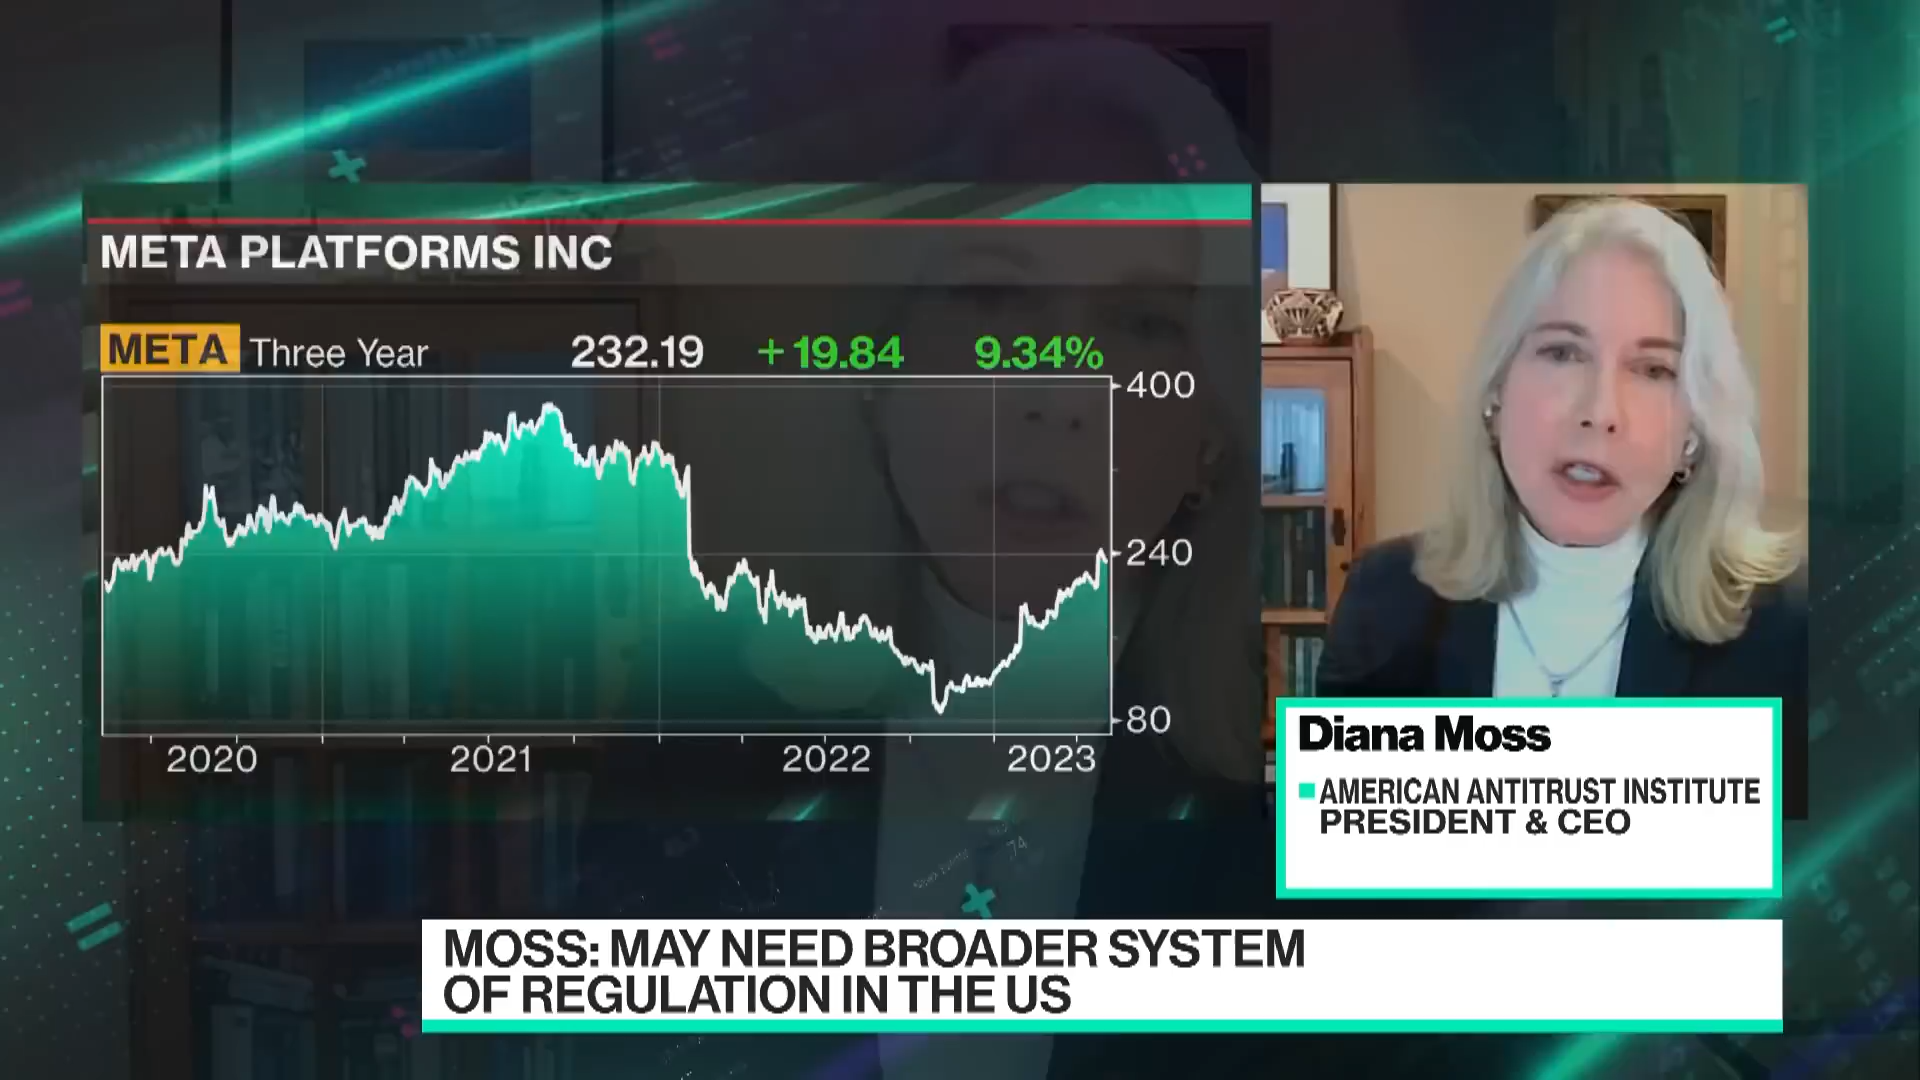 META PLATFORMS INC
META Three Year 232.19 +19.84 9.34%
400
240
80
2020 2021 2022 2023
Diana Moss
AMERICAN ANTITRUST INSTITUTE
PRESIDENT & CEO
MOSS: MAY NEED BROADER SYSTEM
OF REGULATION IN THE US
74